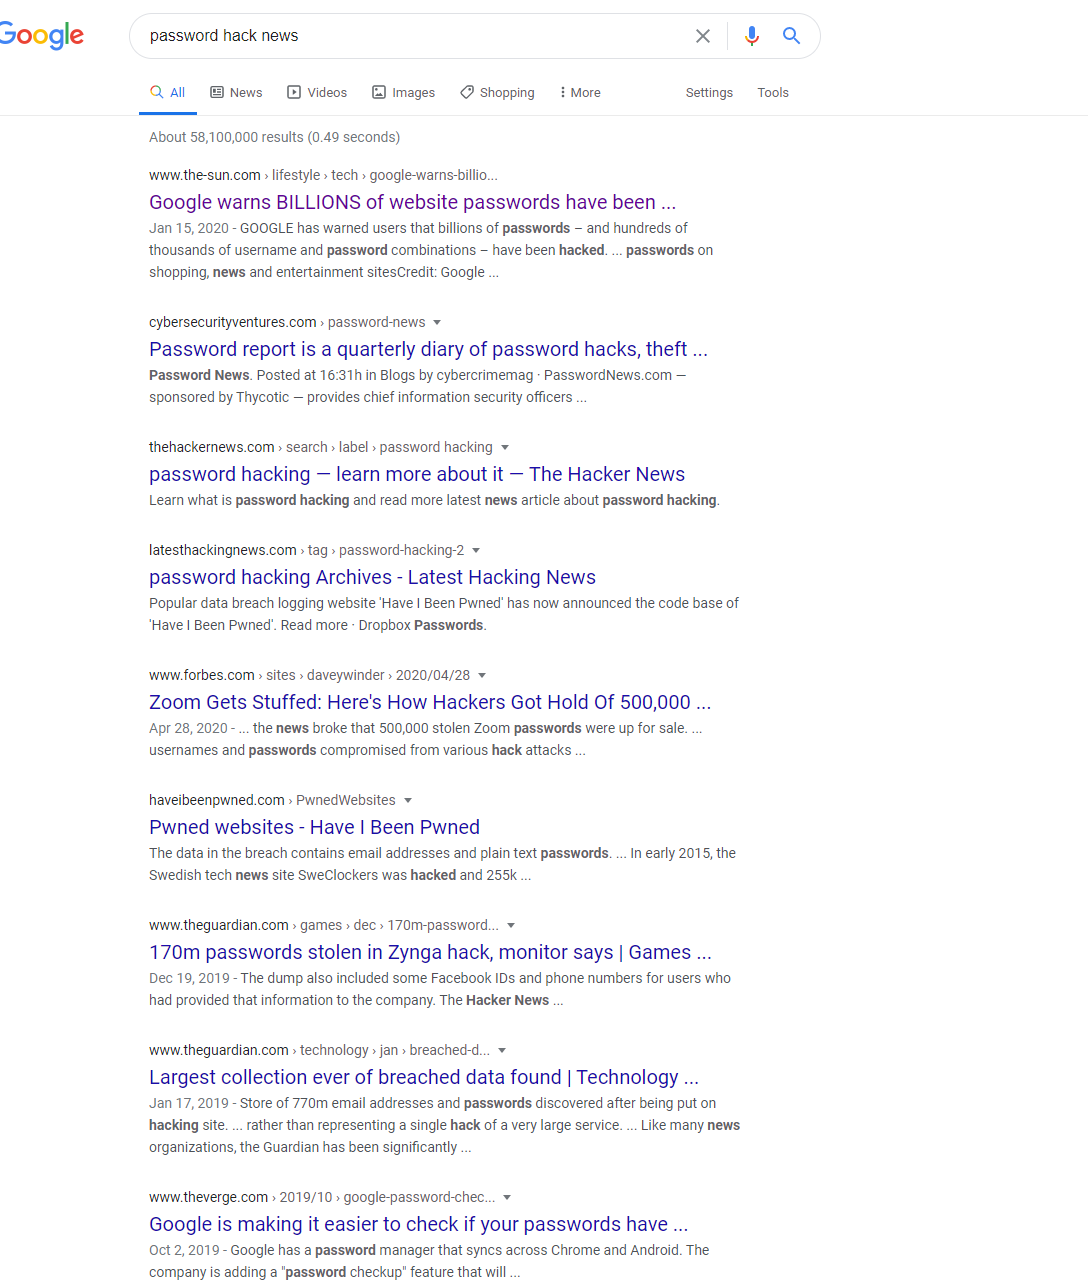 Google
password hack news
All News Videos Images Shopping More Settings Tools
About 58,100,000 results (0.49 seconds)
www.the-sun.com › lifestyle › tech › google-warns-billio...
Google warns BILLIONS of website passwords have been ...
Jan 15, 2020 - GOOGLE has warned users that billions of passwords – and hundreds of
thousands of username and password combinations – have been hacked. ... passwords on
shopping, news and entertainment sitesCredit: Google ...
cybersecurityventures.com › password-news
Password report is a quarterly diary of password hacks, theft ...
Password News. Posted at 16:31h in Blogs by cybercrimemag · PasswordNews.com —
sponsored by Thycotic — provides chief information security officers ...
thehackernews.com › search › label › password hacking
password hacking — learn more about it — The Hacker News
Learn what is password hacking and read more latest news article about password hacking.
latesthackingnews.com › tag › password-hacking-2
password hacking Archives - Latest Hacking News
Popular data breach logging website 'Have I Been Pwned' has now announced the code base of
'Have I Been Pwned'. Read more · Dropbox Passwords.
www.forbes.com › sites › daveywinder › 2020/04/28
Zoom Gets Stuffed: Here's How Hackers Got Hold Of 500,000 ...
Apr 28, 2020 - ... the news broke that 500,000 stolen Zoom passwords were up for sale. ...
usernames and passwords compromised from various hack attacks ...
haveibeenpwned.com › PwnedWebsites
Pwned websites - Have I Been Pwned
The data in the breach contains email addresses and plain text passwords. ... In early 2015, the
Swedish tech news site SweClockers was hacked and 255k ...
www.theguardian.com › games › dec › 170m-password...
170m passwords stolen in Zynga hack, monitor says | Games ...
Dec 19, 2019 - The dump also included some Facebook IDs and phone numbers for users who
had provided that information to the company. The Hacker News ...
www.theguardian.com › technology › jan › breached-d...
Largest collection ever of breached data found | Technology ...
Jan 17, 2019 - Store of 770m email addresses and passwords discovered after being put on
hacking site. ... rather than representing a single hack of a very large service. ... Like many news
organizations, the Guardian has been significantly ...
www.theverge.com › 2019/10 › google-password-chec...
Google is making it easier to check if your passwords have ...
Oct 2, 2019 - Google has a password manager that syncs across Chrome and Android. The
company is adding a "password checkup" feature that will ...